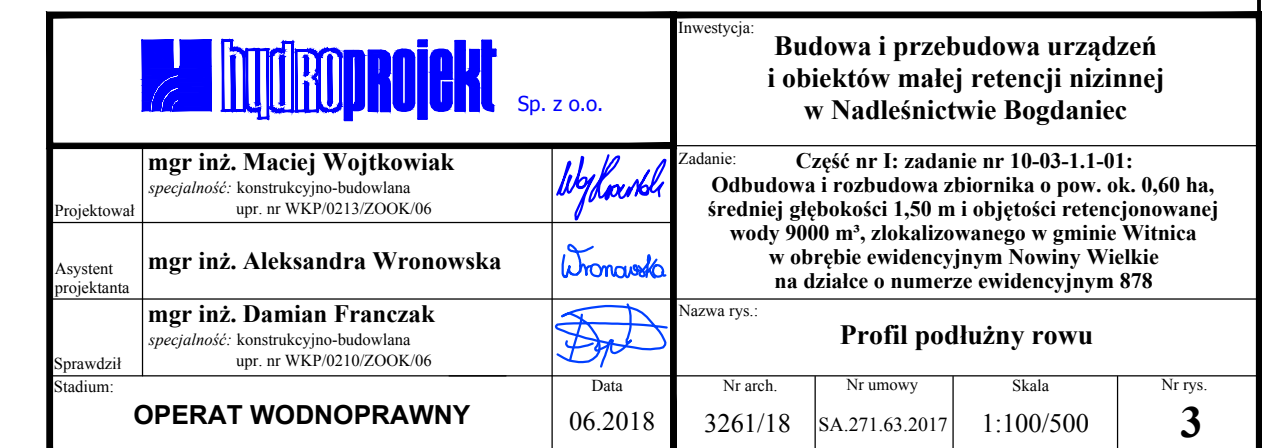 hydroprojekt Sp. z o.o.
Inwestycja:
Budowa i przebudowa urządzeń
i obiektów małej retencji nizinnej
w Nadleśnictwie Bogdaniec
Projektował
mgr inż. Maciej Wojtkowiak
specjalność: konstrukcyjno-budowlana
upr. nr WKP/0213/ZOOK/06
Wojtkowiak
Asystent
projektanta
mgr inż. Aleksandra Wronowska
Wronowska
Sprawdził
mgr inż. Damian Franczak
specjalność: konstrukcyjno-budowlana
upr. nr WKP/0210/ZOOK/06
Zadanie:
Część nr I: zadanie nr 10-03-1.1-01:
Odbudowa i rozbudowa zbiornika o pow. ok. 0,60 ha,
średniej głębokości 1,50 m i objętości retencjonowanej
wody 9000 m³, zlokalizowanego w gminie Witnica
w obrębie ewidencyjnym Nowiny Wielkie
na działce o numerze ewidencyjnym 878
Nazwa rys.:
Profil podłużny rowu
Stadium:
OPERAT WODNOPRAWNY
Data
06.2018
Nr arch.
3261/18
Nr umowy
SA.271.63.2017
Skala
1:100/500
Nr rys.
3